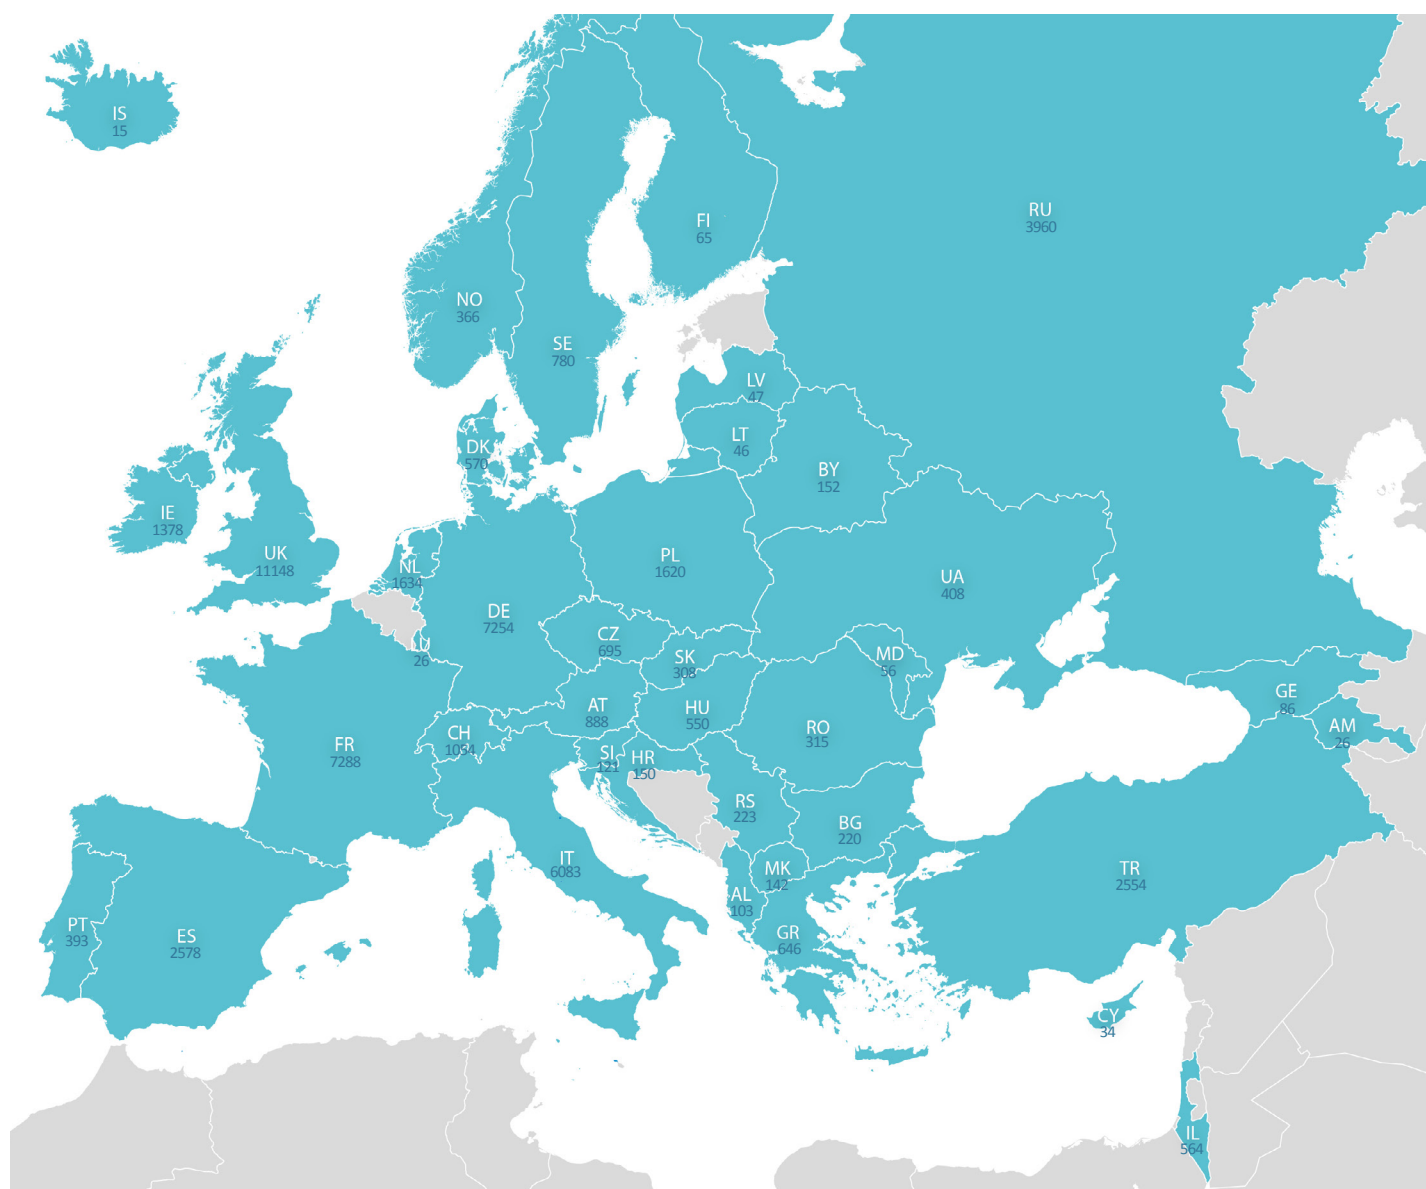 IS
15
RU
3960
FI
65
NO
366
SE
780
LV
47
LT
46
DK
570
BY
152
IE
1378
UK
11148
NL
1634
PL
1620
UA
408
DE
7254
CZ
695
LU
26
SK
308
MD
56
GE
86
AT
888
HU
550
AM
26
CH
1054
RO
315
FR
7288
SI
121
HR
150
RS
223
BG
220
IT
6083
MK
142
TR
2554
AL
103
PT
393
ES
2578
GR
646
CY
34
IL
564